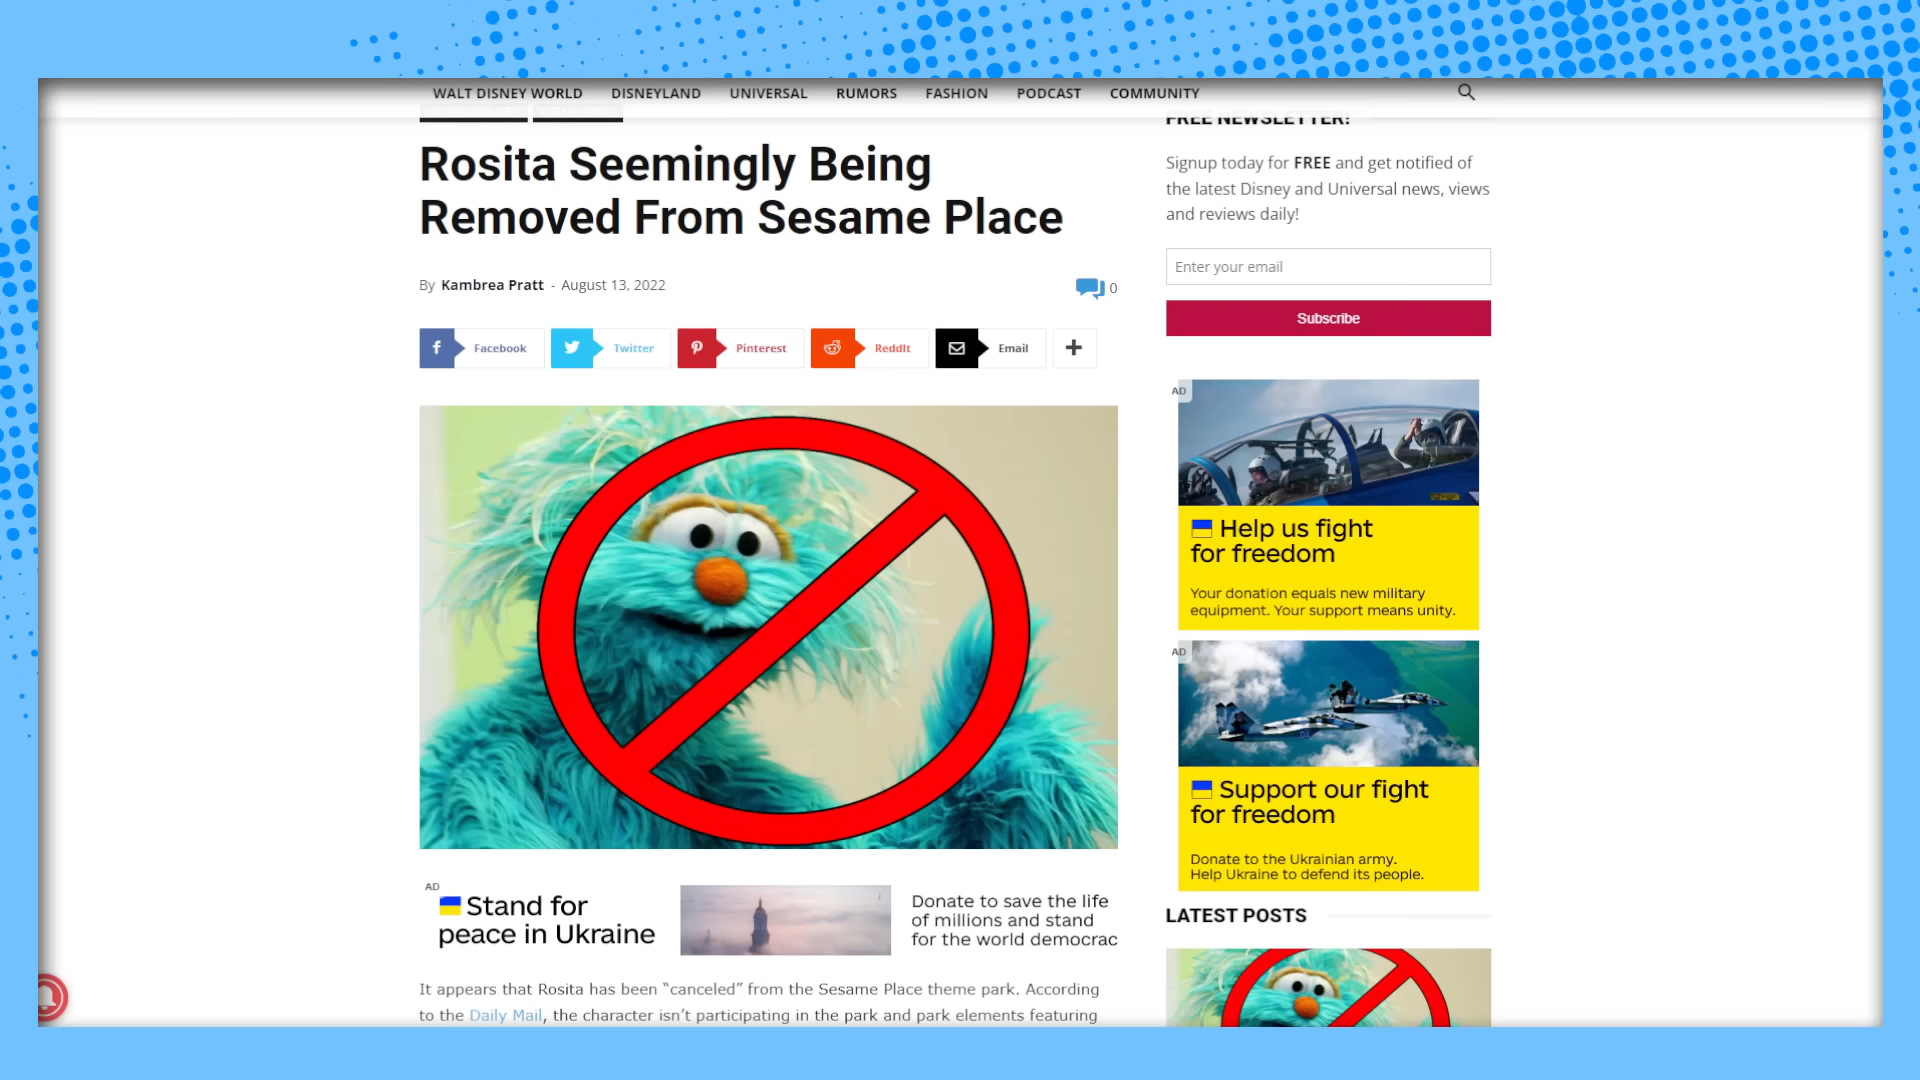 WALT DISNEY WORLD DISNEYLAND UNIVERSAL RUMORS FASHION PODCAST COMMUNITY
Rosita Seemingly Being
Removed From Sesame Place
By Kambrea Pratt - August 13, 2022
0
Facebook Twitter Pinterest ReddIt Email
AD
Stand for
peace in Ukraine
Donate to save the life
of millions and stand
for the world democrac
It appears that Rosita has been “canceled” from the Sesame Place theme park. According
to the Daily Mail, the character isn’t participating in the park and park elements featuring
FREE NEWSLETTER!
Signup today for FREE and get notified of
the latest Disney and Universal news, views
and reviews daily!
Enter your email
Subscribe
AD
Help us fight
for freedom
Your donation equals new military
equipment. Your support means unity.
AD
Support our fight
for freedom
Donate to the Ukrainian army.
Help Ukraine to defend its people.
LATEST POSTS